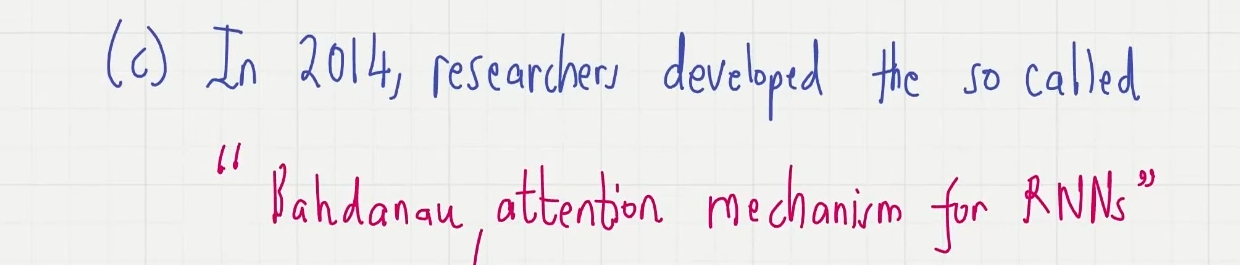 (c) In 2014, researchers developed the so called
"Bahdanau, attention mechanism for RNNs"